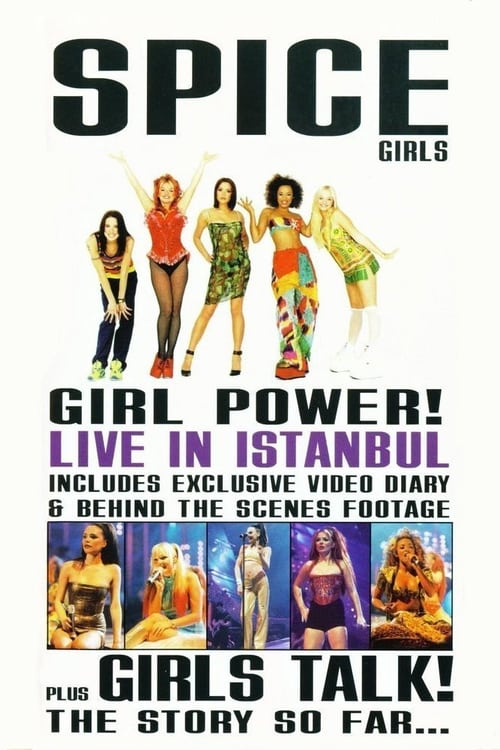 SPICE
GIRLS
GIRL POWER!
LIVE IN ISTANBUL
INCLUDES EXCLUSIVE VIDEO DIARY
& BEHIND THE SCENES FOOTAGE
PLUS GIRLS TALK!
THE STORY SO FAR...